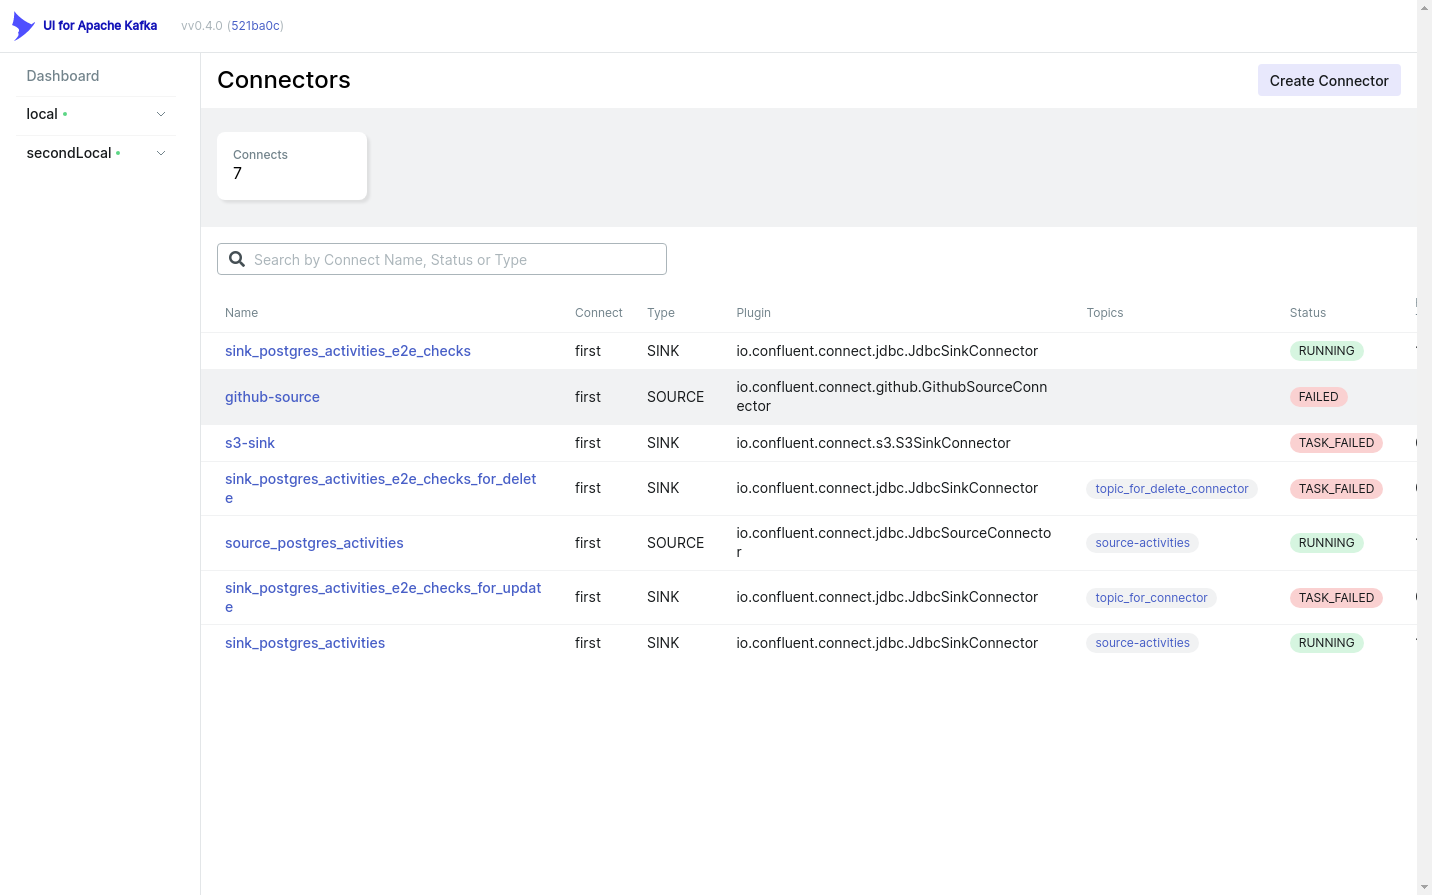 UI for Apache Kafka
vv0.4.0 (521ba0c)
Dashboard
local
secondLocal
Connectors
Create Connector
Connects
7
Search by Connect Name, Status or Type
Name Connect Type Plugin Topics Status
sink_postgres_activities_e2e_checks first SINK io.confluent.connect.jdbc.JdbcSinkConnector RUNNING
github-source first SOURCE io.confluent.connect.github.GithubSourceConn
ector FAILED
s3-sink first SINK io.confluent.connect.s3.S3SinkConnector TASK_FAILED
sink_postgres_activities_e2e_checks_for_delet
e first SINK io.confluent.connect.jdbc.JdbcSinkConnector topic_for_delete_connector TASK_FAILED
source_postgres_activities first SOURCE io.confluent.connect.jdbc.JdbcSourceConnecto
r source-activities RUNNING
sink_postgres_activities_e2e_checks_for_updat
e first SINK io.confluent.connect.jdbc.JdbcSinkConnector topic_for_connector TASK_FAILED
sink_postgres_activities first SINK io.confluent.connect.jdbc.JdbcSinkConnector source-activities RUNNING